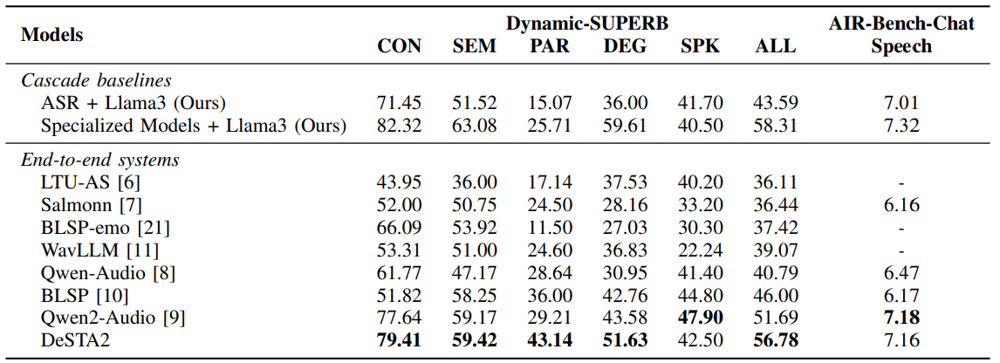 Models Dynamic-SUPERB AIR-Bench-Chat
CON SEM PAR DEG SPK ALL Speech
Cascade baselines
ASR + Llama3 (Ours) 71.45 51.52 15.07 36.00 41.70 43.59 7.01
Specialized Models + Llama3 (Ours) 82.32 63.08 25.71 59.61 40.50 58.31 7.32
End-to-end systems
LTU-AS [6] 43.95 36.00 17.14 37.53 40.20 36.11 -
Salmonn [7] 52.00 50.75 24.50 28.16 33.20 36.44 6.16
BLSP-emo [21] 66.09 53.92 11.50 27.03 30.30 37.42 -
WavLLM [11] 53.31 51.00 24.60 36.83 22.24 39.07 -
Qwen-Audio [8] 61.77 47.17 28.64 30.95 41.40 40.79 6.47
BLSP [10] 51.82 58.25 36.00 42.76 44.80 46.00 6.17
Qwen2-Audio [9] 77.64 59.17 29.21 43.58 47.90 51.69 7.18
DeSTA2 79.41 59.42 43.14 51.63 42.50 56.78 7.16